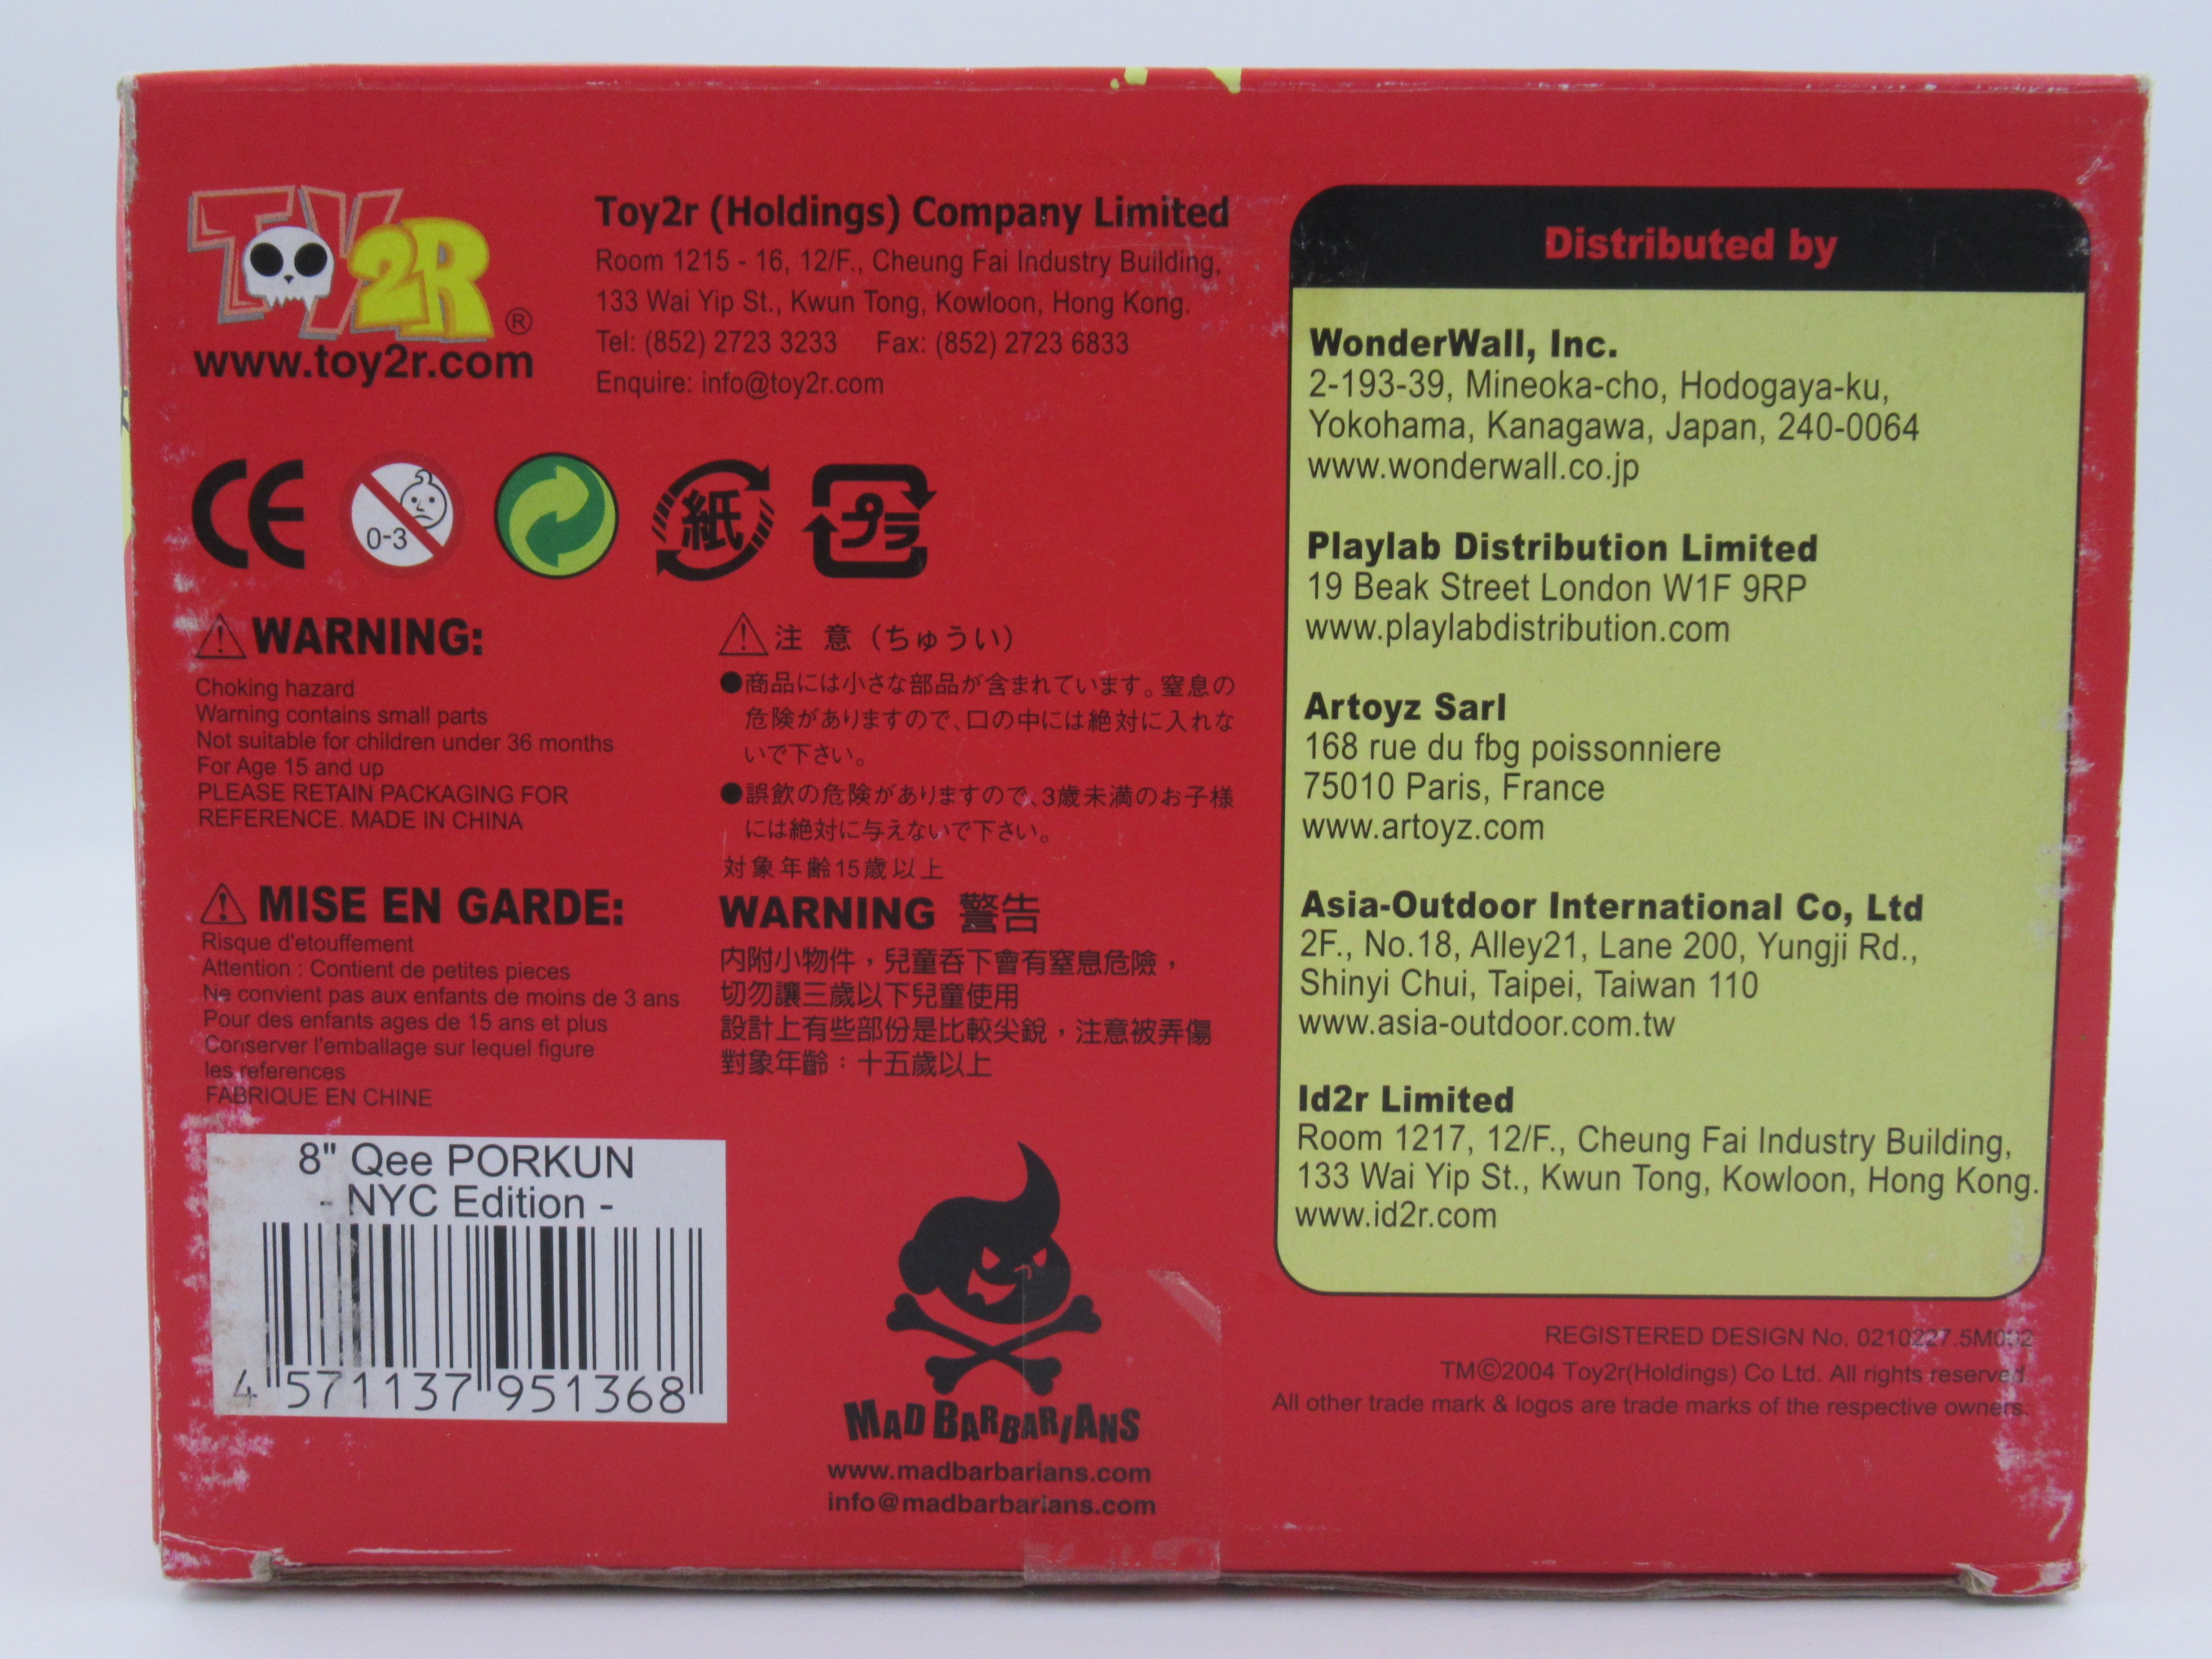 TOY2R ®
www.toy2r.com
Toy2r (Holdings) Company Limited
Room 1215 - 16, 12/F., Cheung Fai Industry Building,
133 Wai Yip St., Kwun Tong, Kowloon, Hong Kong.
Tel: (852) 2723 3233 Fax: (852) 2723 6833
Enquire: info@toy2r.com
CE
0-3
紙
プラ
WARNING:
Choking hazard
Warning contains small parts
Not suitable for children under 36 months
For Age 15 and up
PLEASE RETAIN PACKAGING FOR
REFERENCE. MADE IN CHINA
MISE EN GARDE:
Risque d'etouffement
Attention : Contient de petites pieces
Ne convient pas aux enfants de moins de 3 ans
Pour des enfants ages de 15 ans et plus
Conserver l'emballage sur lequel figure
les references
FABRIQUE EN CHINE
注 意（ちゅうい）
●商品には小さな部品が含まれています。窒息の
危険がありますので、口の中には絶対に入れな
いで下さい。
●誤飲の危険がありますので、3歳未満のお子様
には絶対に与えないで下さい。
対象年齢15歳以上
WARNING 警告
内附小物件，兒童吞下會有窒息危險，
切勿讓三歲以下兒童使用
設計上有些部份是比較尖銳，注意被弄傷
對象年齡：十五歲以上
8" Qee PORKUN
- NYC Edition -
4 571137 951368
MAD BARBARIANS
www.madbarbarians.com
info@madbarbarians.com
Distributed by
WonderWall, Inc.
2-193-39, Mineoka-cho, Hodogaya-ku,
Yokohama, Kanagawa, Japan, 240-0064
www.wonderwall.co.jp
Playlab Distribution Limited
19 Beak Street London W1F 9RP
www.playlabdistribution.com
Artoyz Sarl
168 rue du fbg poissonniere
75010 Paris, France
www.artoyz.com
Asia-Outdoor International Co, Ltd
2F., No.18, Alley21, Lane 200, Yungji Rd.,
Shinyi Chui, Taipei, Taiwan 110
www.asia-outdoor.com.tw
Id2r Limited
Room 1217, 12/F., Cheung Fai Industry Building,
133 Wai Yip St., Kwun Tong, Kowloon, Hong Kong.
www.id2r.com
REGISTERED DESIGN No.
TM©2004 Toy2r(Holdings) Co Ltd. All rights reserved.
All other trade mark & logos are trade marks of the respective owners.